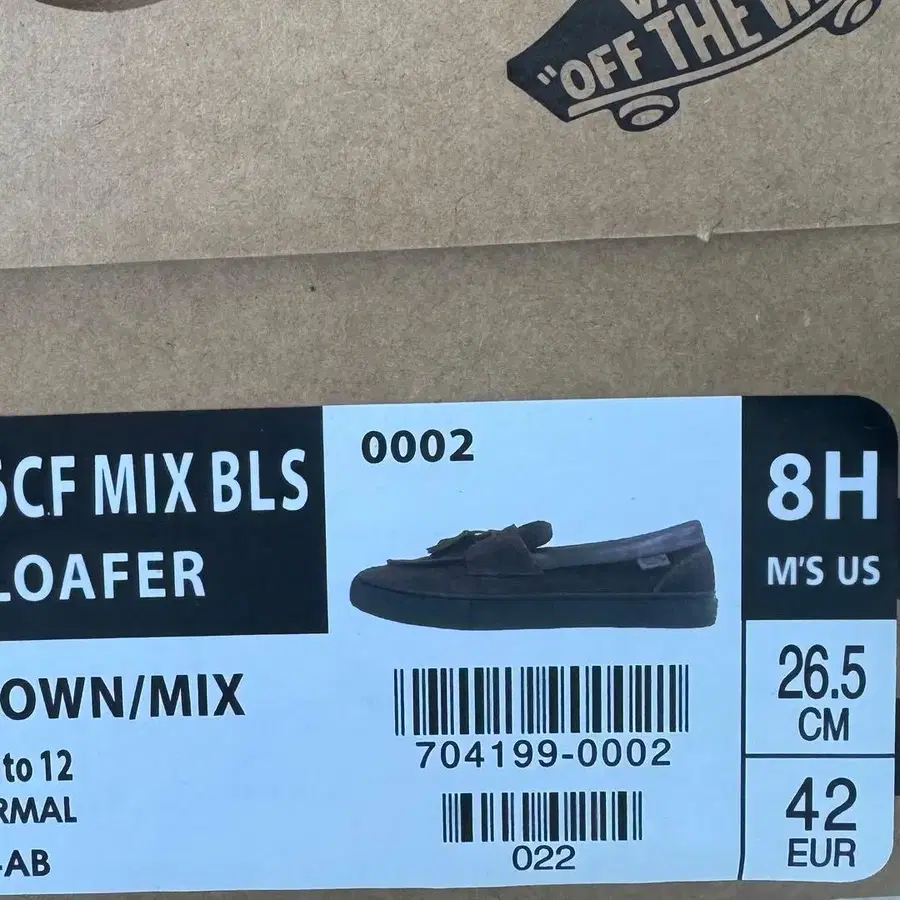 "OFF THE
CF MIX BLS
LOAFER
0002
8H
M'S US
OWN/MIX
to 12
RMAL
-AB
704199-0002
022
26.5
CM
42
EUR